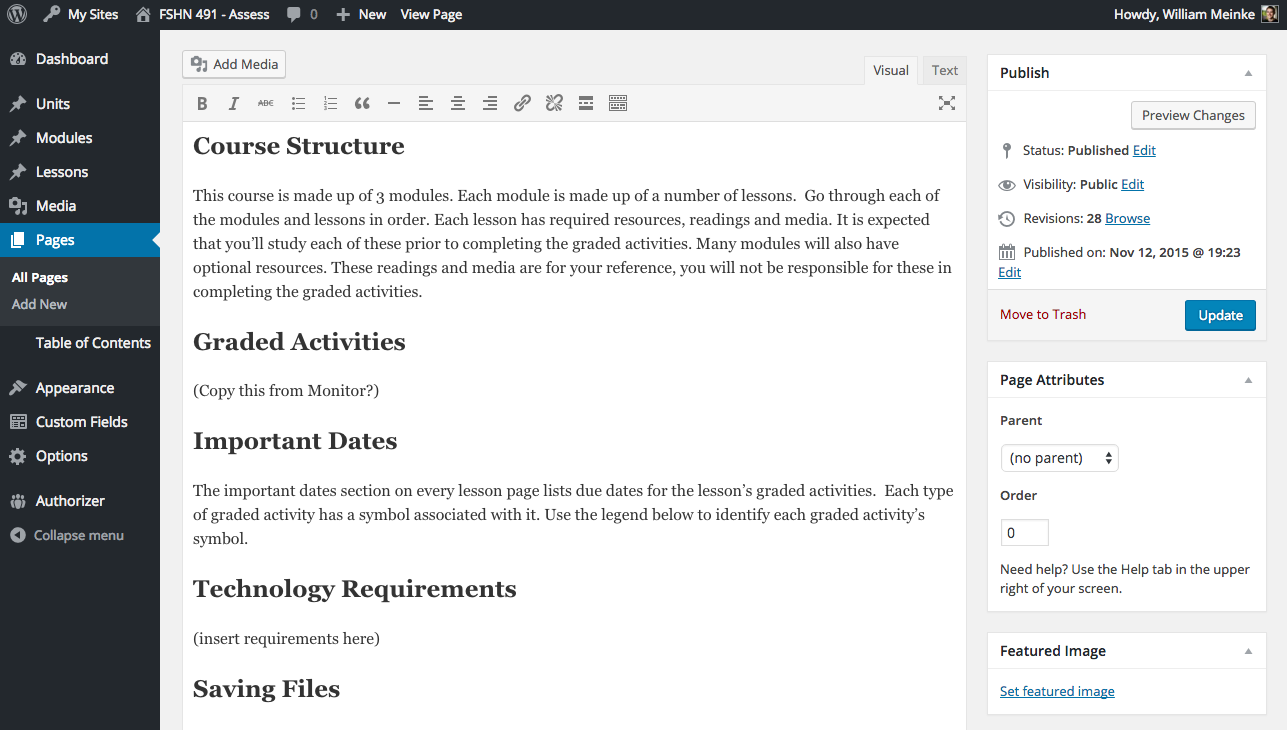 My Sites FSHN 491 - Assess 0 New View Page Howdy, William Meinke
Dashboard
Units
Modules
Lessons
Media
Pages
All Pages
Add New
Table of Contents
Appearance
Custom Fields
Options
Authorizer
Collapse menu
Add Media
Visual Text
B I ABC
Course Structure
This course is made up of 3 modules. Each module is made up of a number of lessons.  Go through each of
the modules and lessons in order. Each lesson has required resources, readings and media. It is expected
that you’ll study each of these prior to completing the graded activities. Many modules will also have
optional resources. These readings and media are for your reference, you will not be responsible for these in
completing the graded activities.
Graded Activities
(Copy this from Monitor?)
Important Dates
The important dates section on every lesson page lists due dates for the lesson’s graded activities.  Each type
of graded activity has a symbol associated with it. Use the legend below to identify each graded activity’s
symbol.
Technology Requirements
(insert requirements here)
Saving Files
Publish
Preview Changes
Status: Published Edit
Visibility: Public Edit
Revisions: 28 Browse
Published on: Nov 12, 2015 @ 19:23
Edit
Move to Trash Update
Page Attributes
Parent
(no parent)
Order
0
Need help? Use the Help tab in the upper
right of your screen.
Featured Image
Set featured image